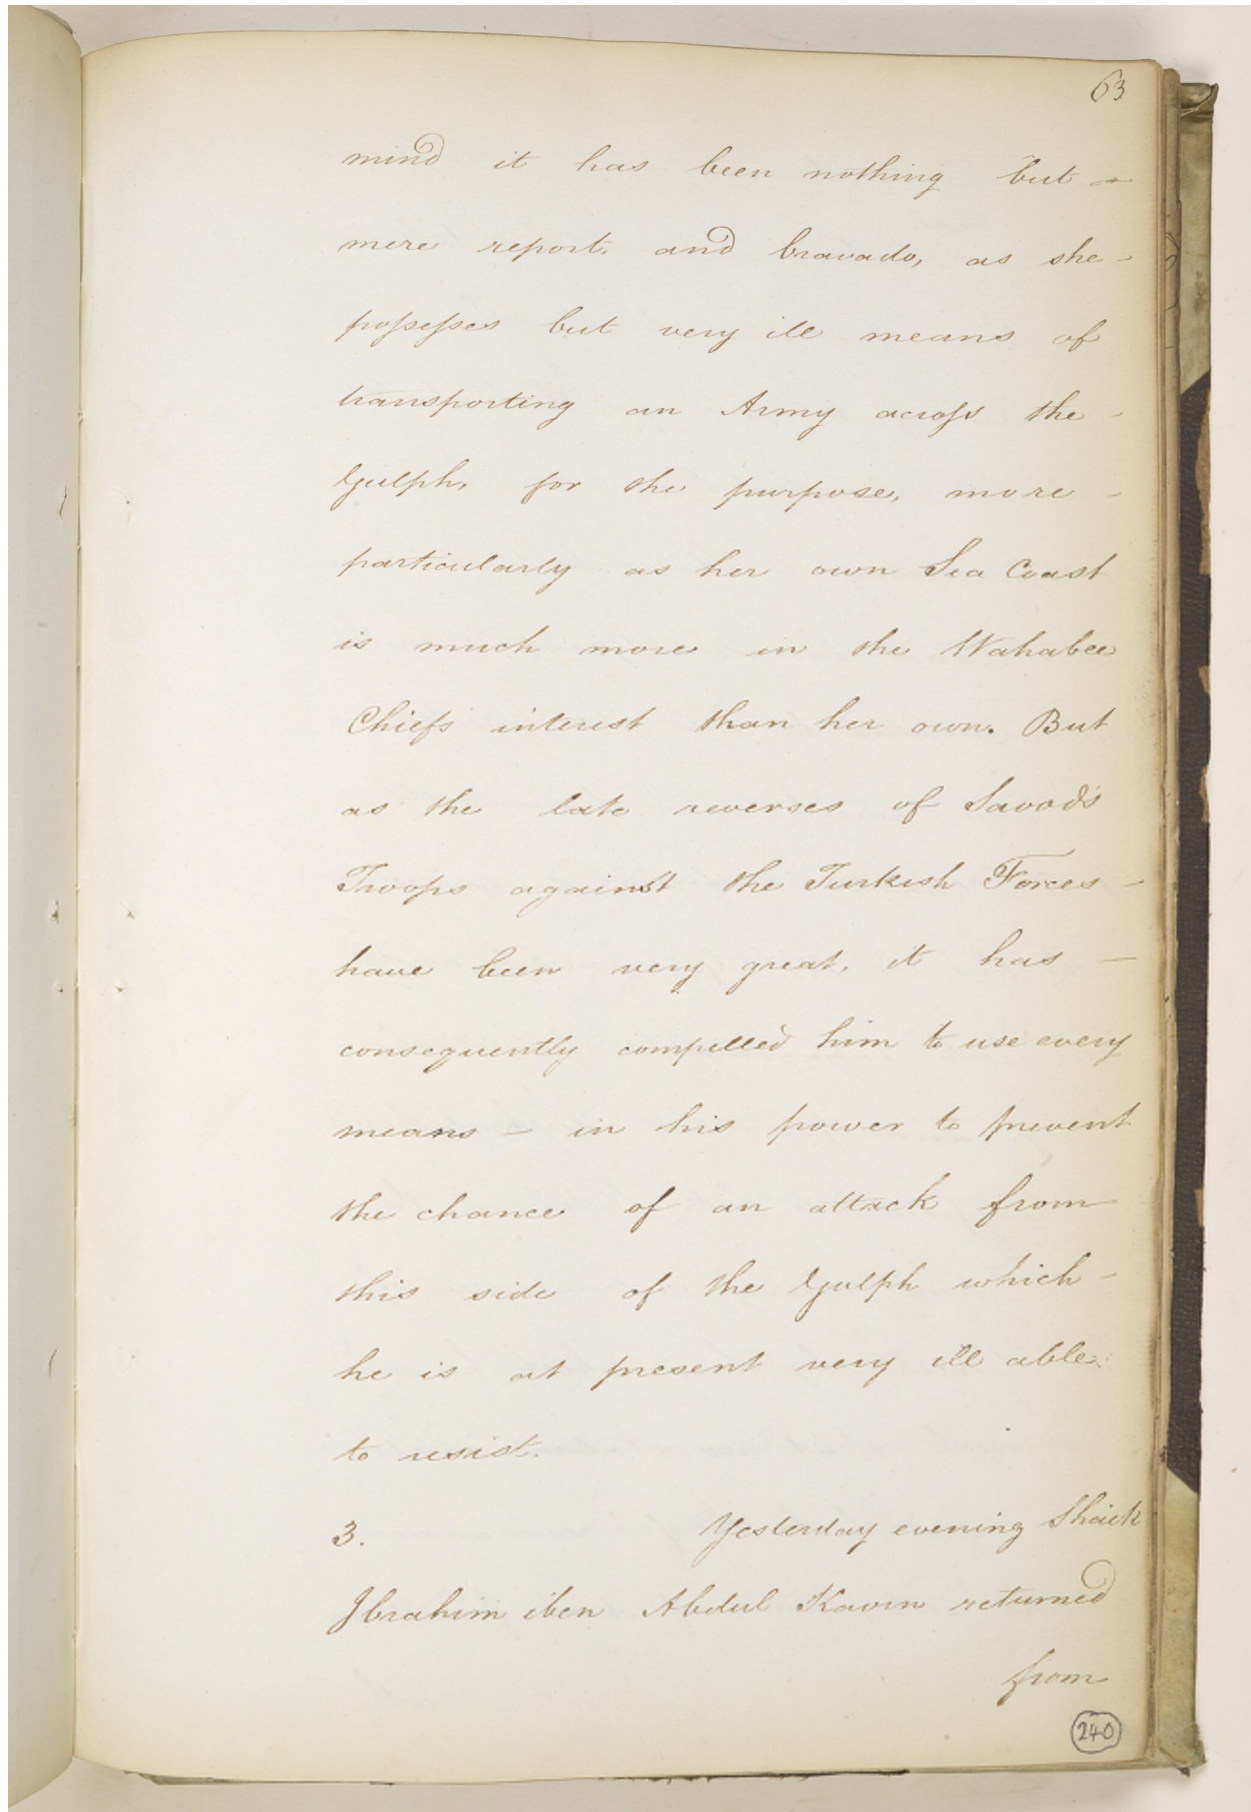 63
mind it has been nothing but -
mere report, and bravado, as she -
possesses but very ill means of
transporting an Army across the -
Gulph, for the purpose, more -
particularly as her own Sea Coast
is much more in the Wahabee
Chiefs interest than her own. But
as the late reverses of Savod's
Troops against the Turkish Forces -
have been very great, it has -
consequently compelled him to use every
means - in his power to prevent
the chance of an attack from
this side of the Gulph which -
he is at present very ill able
to resist.
3. Yesterday evening Shaik
Ibrahim iben Abdul Kavin returned
from
240